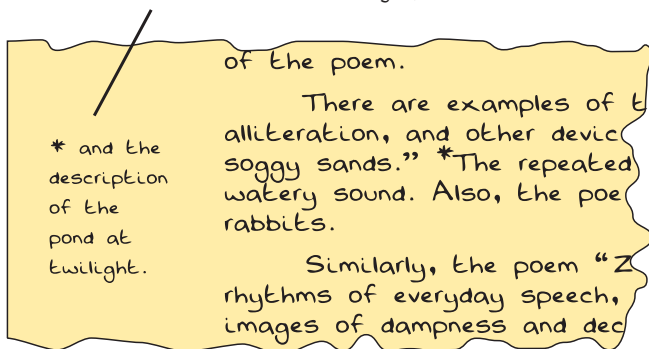 * and the
description
of the
pond at
twilight.
of the poem.
There are examples of t
alliteration, and other devic
soggy sands.” *The repeated
watery sound. Also, the poe
rabbits.
Similarly, the poem “Z
rhythms of everyday speech,
images of dampness and dec